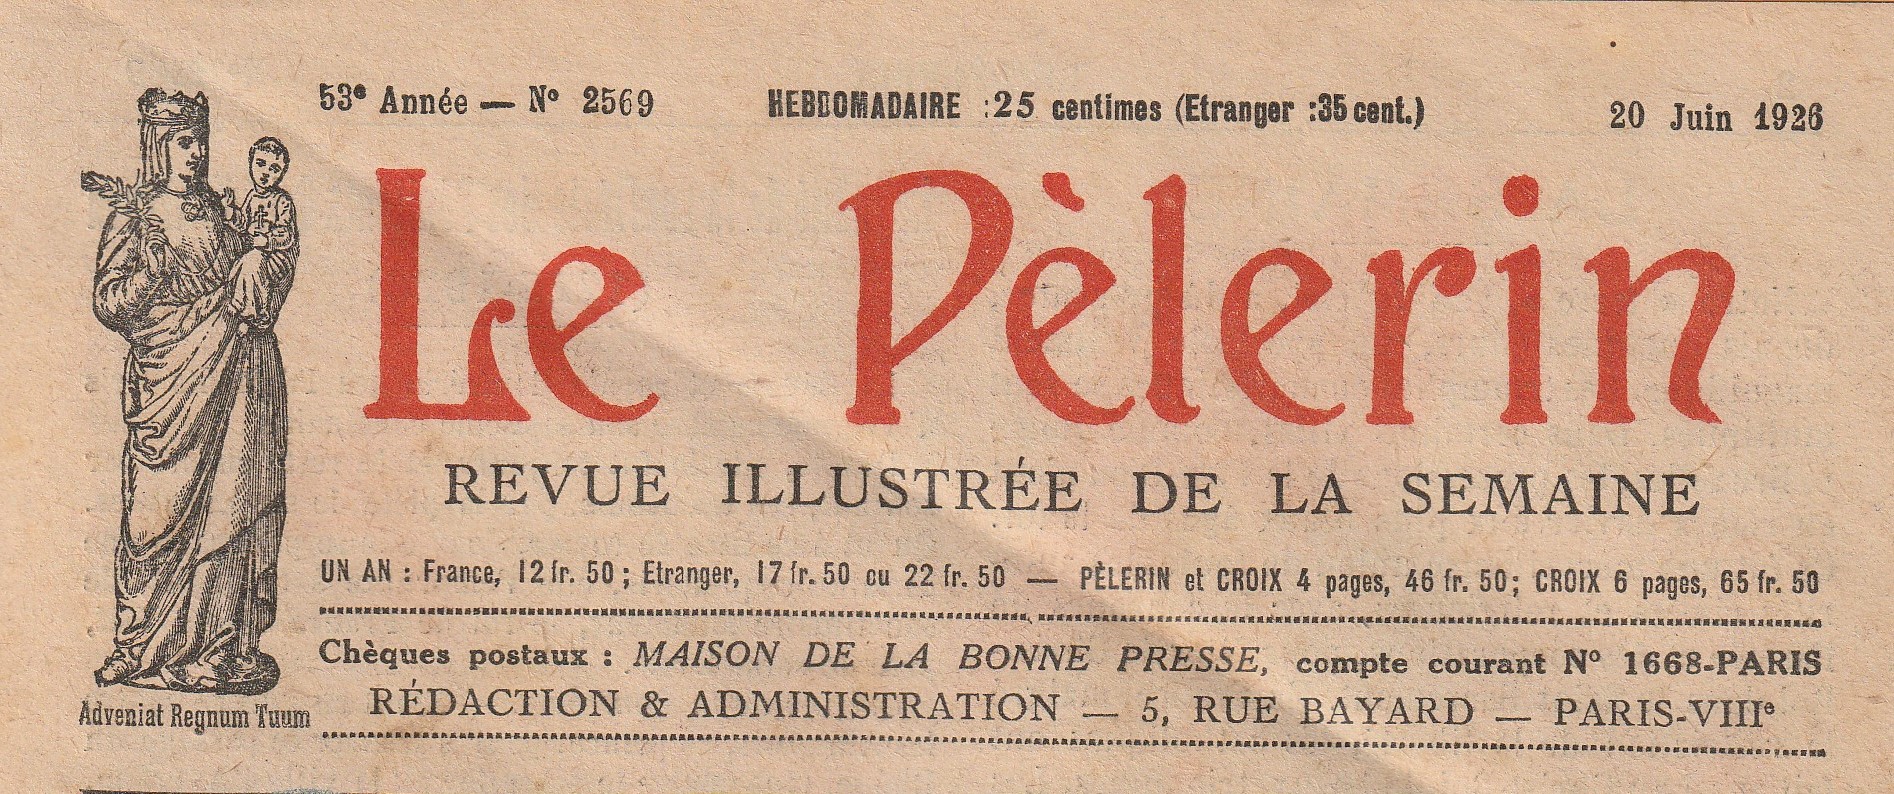 53e Année — No 2569 HEBDOMADAIRE :25 centimes (Etranger :35 cent.) 20 Juin 1926
Le Pèlerin
REVUE ILLUSTRÉE DE LA SEMAINE
UN AN : France, 12 fr. 50 ; Etranger, 17 fr. 50 ou 22 fr. 50 — PÈLERIN et CROIX 4 pages, 46 fr. 50 ; CROIX 6 pages, 65 fr. 50
Chèques postaux : MAISON DE LA BONNE PRESSE, compte courant No 1668-PARIS
RÉDACTION & ADMINISTRATION — 5, RUE BAYARD — PARIS-VIIIe
Adveniat Regnum Tuum